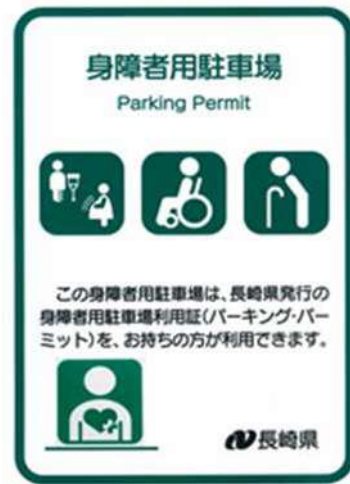 身障者用駐車場
Parking Permit
この身障者用駐車場は、長崎県発行の
身障者用駐車場利用証(パーキング・パー
ミット)を、お持ちの方が利用できます。
長崎県